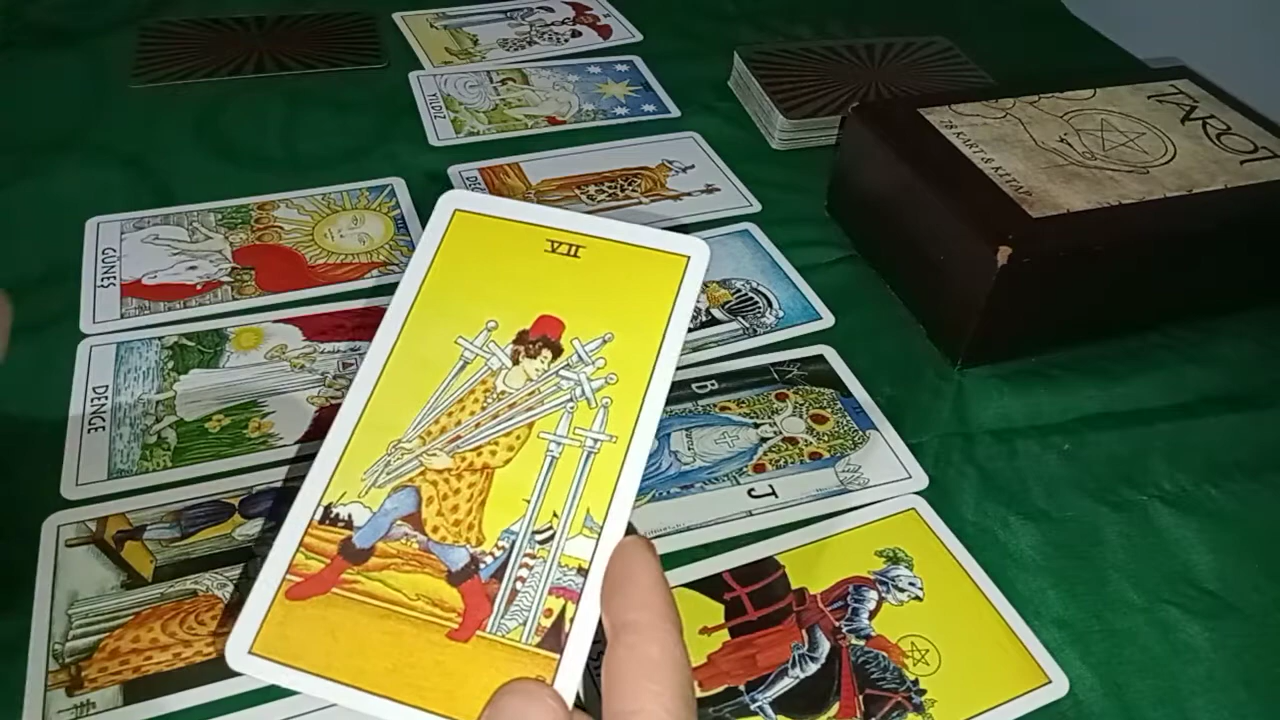 YILDIZ
TAROT
78 KART & KİTAP
GÜNEŞ
VII
DENGE
B
J